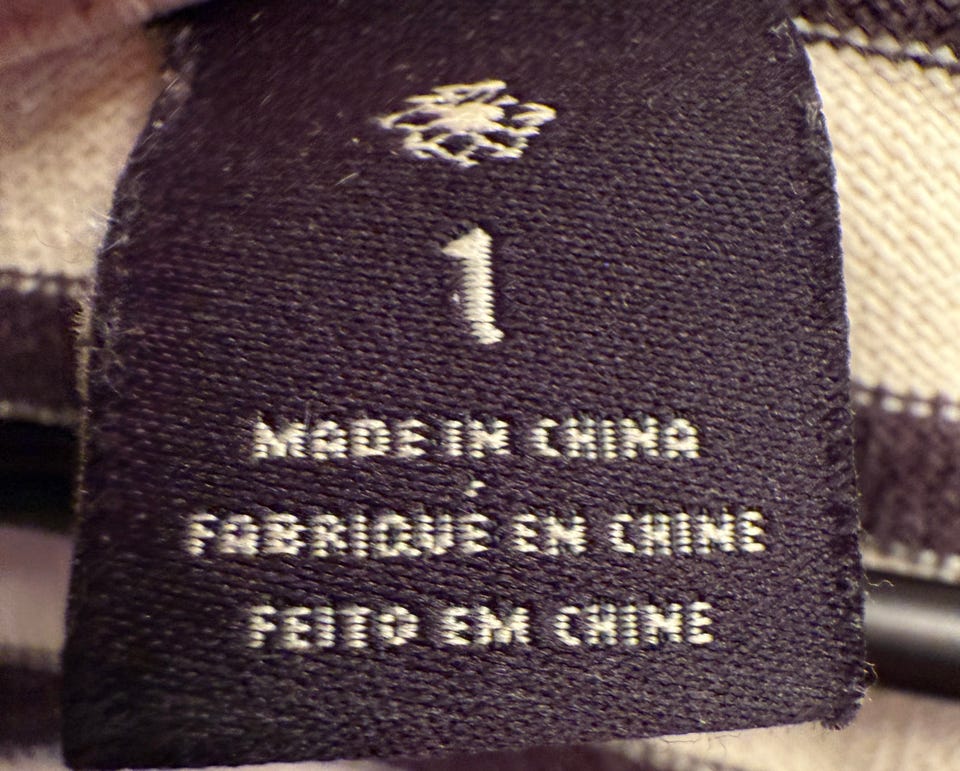 1
MADE IN CHINA
FABRIQUÉ EN CHINE
FEITO EM CHINE